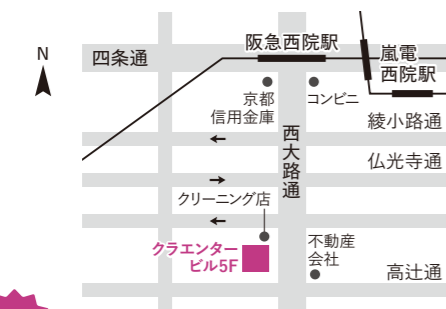 N
四条通
阪急西院駅
嵐電
西院駅
京都
信用金庫
コンビニ
綾小路通
西大路通
仏光寺通
クリーニング店
クラエンター
ビル5F
不動産
会社
高辻通